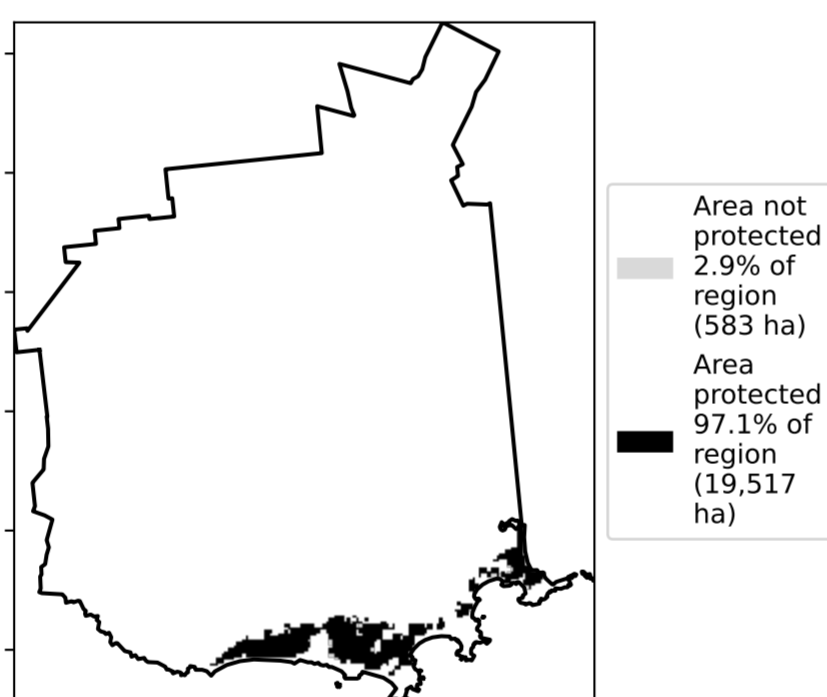 Area not
protected
2.9% of
region
(583 ha)
Area
protected
97.1% of
region
(19,517
ha)